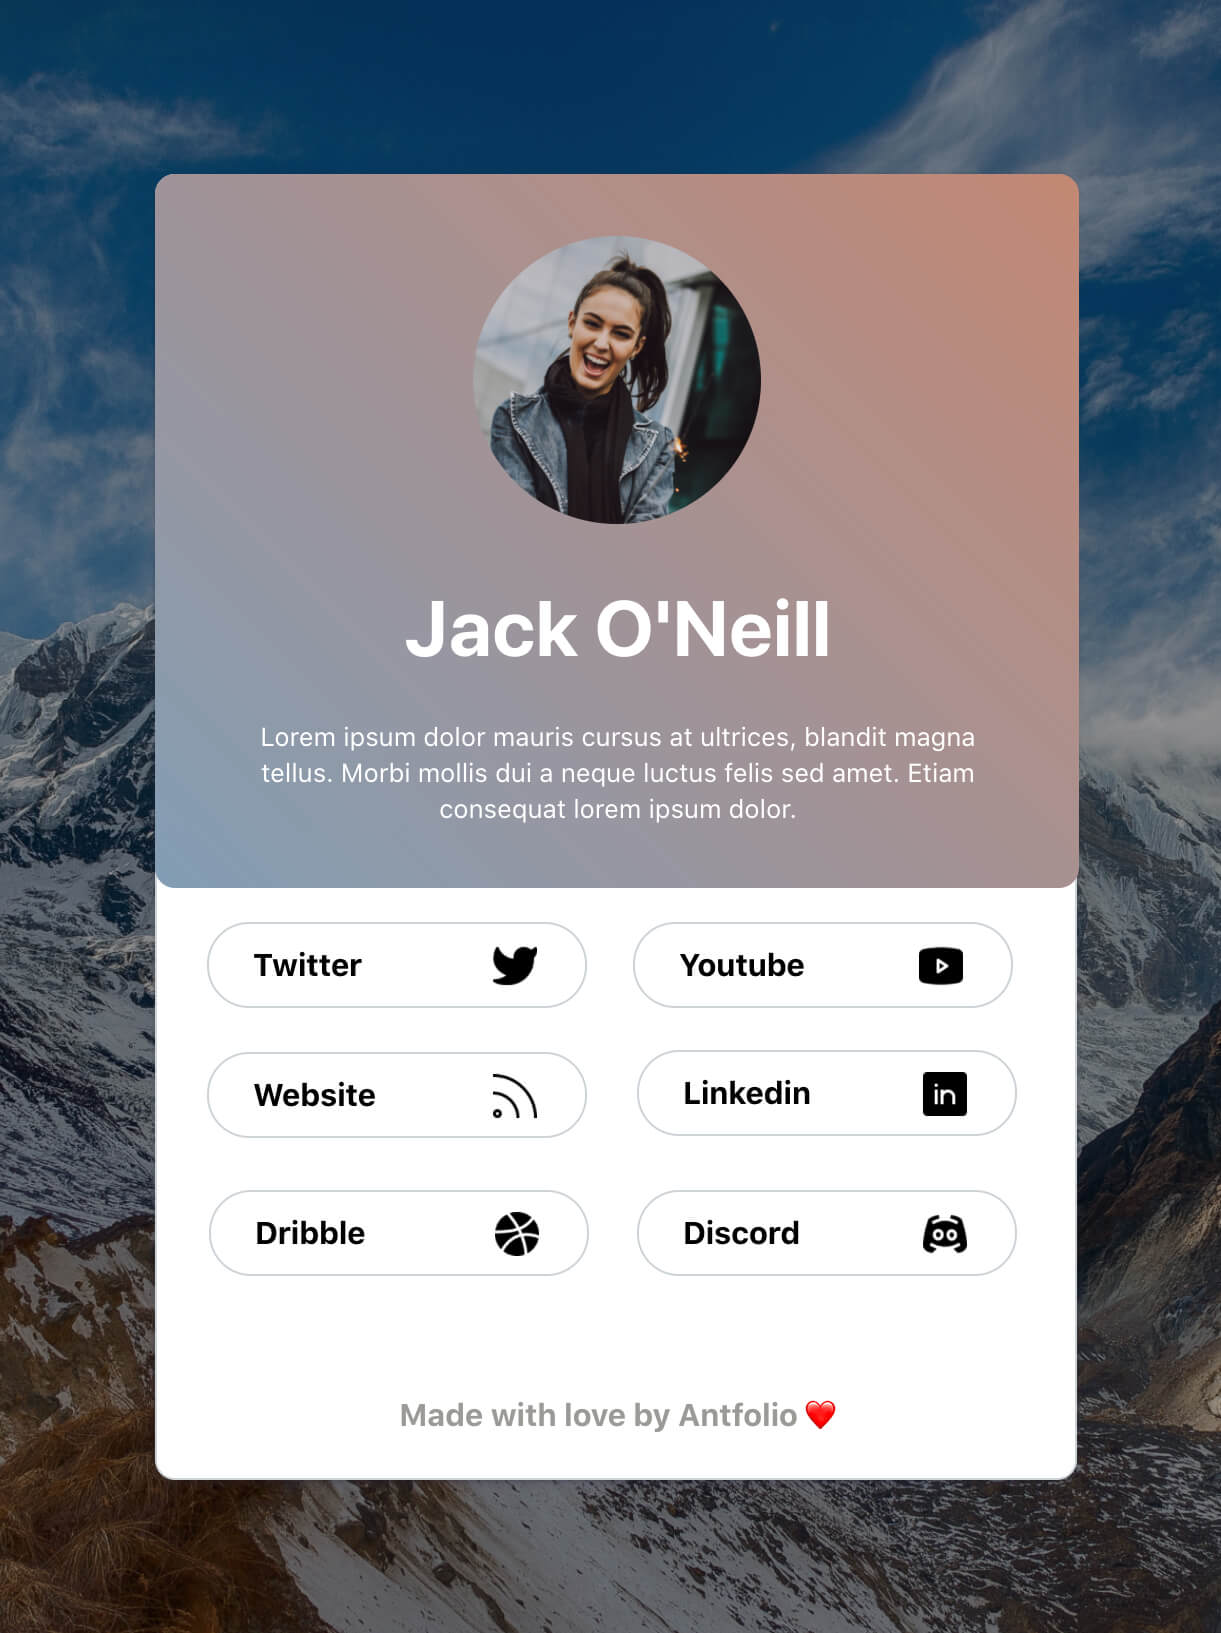 Jack O'Neill
Lorem ipsum dolor mauris cursus at ultrices, blandit magna
tellus. Morbi mollis dui a neque luctus felis sed amet. Etiam
consequat lorem ipsum dolor.
Twitter
Youtube
Website
Linkedin
in
Dribble
Discord
Made with love by Antfolio ❤️